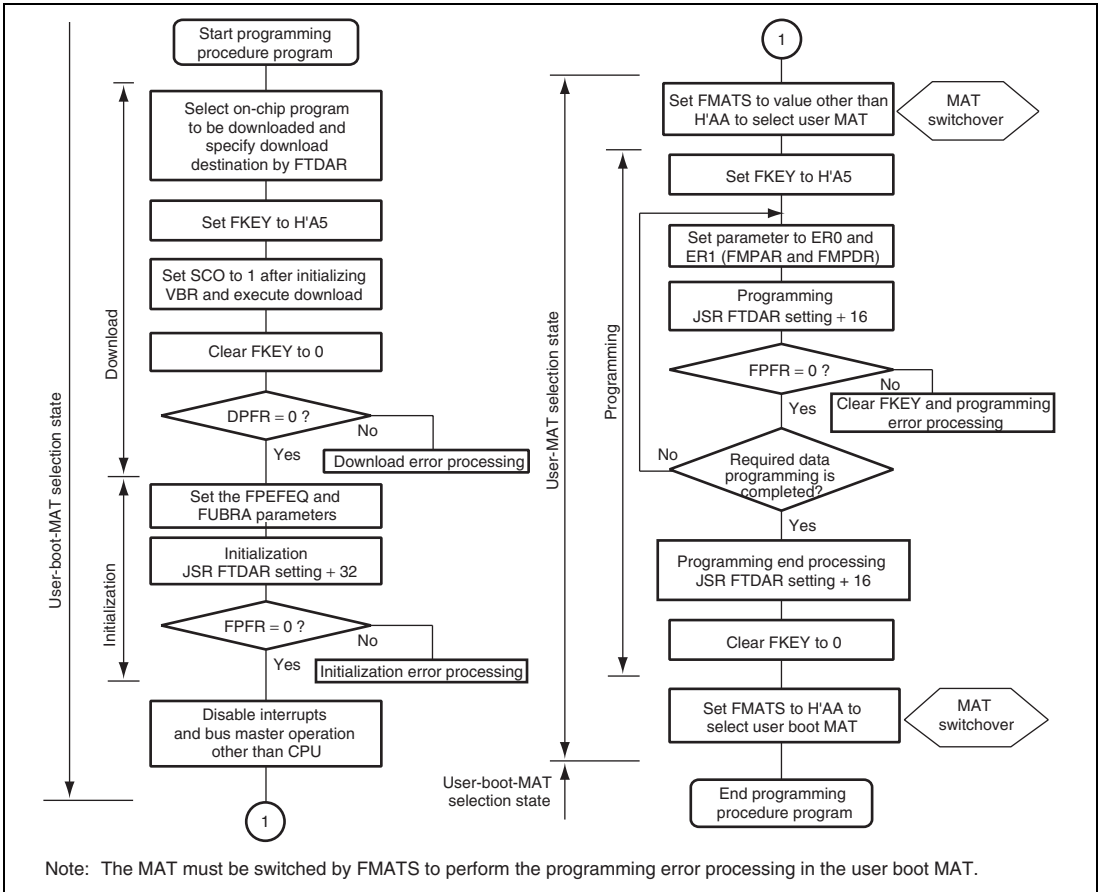 Start programming
procedure program
Select on-chip program
to be downloaded and
specify download
destination by FTDAR
Set FKEY to H'A5
Set SCO to 1 after initializing
VBR and execute download
Clear FKEY to 0
DPFR = 0 ?
No
Yes
Download error processing
Set the FPEFEQ and
FUBRA parameters
Initialization
JSR FTDAR setting + 32
FPFR = 0 ?
No
Yes
Initialization error processing
Disable interrupts
and bus master operation
other than CPU
1
User-boot-MAT selection state
Download
Initialization
1
Set FMATS to value other than
H'AA to select user MAT
MAT
switchover
Set FKEY to H'A5
Set parameter to ER0 and
ER1 (FMPAR and FMPDR)
Programming
JSR FTDAR setting + 16
FPFR = 0 ?
No
Yes
Clear FKEY and programming
error processing
No
Required data
programming is
completed?
Yes
Programming end processing
JSR FTDAR setting + 16
Clear FKEY to 0
Set FMATS to H'AA to
select user boot MAT
MAT
switchover
User-MAT selection state
Programming
User-boot-MAT
selection state
End programming
procedure program
Note: The MAT must be switched by FMATS to perform the programming error processing in the user boot MAT.